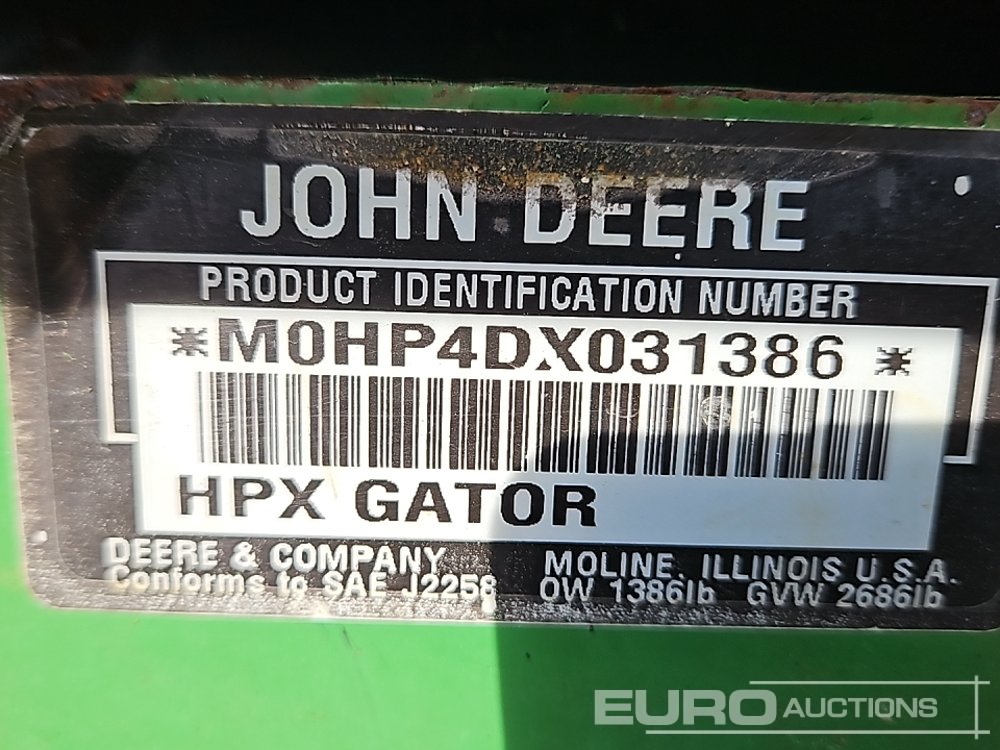 JOHN DEERE
PRODUCT IDENTIFICATION NUMBER
*M0HP4DX031386*
HPX GATOR
DEERE & COMPANY MOLINE, ILLINOIS U.S.A.
Conforms to SAE J2258 OW 1386lb GVW 2686lb
EURO AUCTIONS